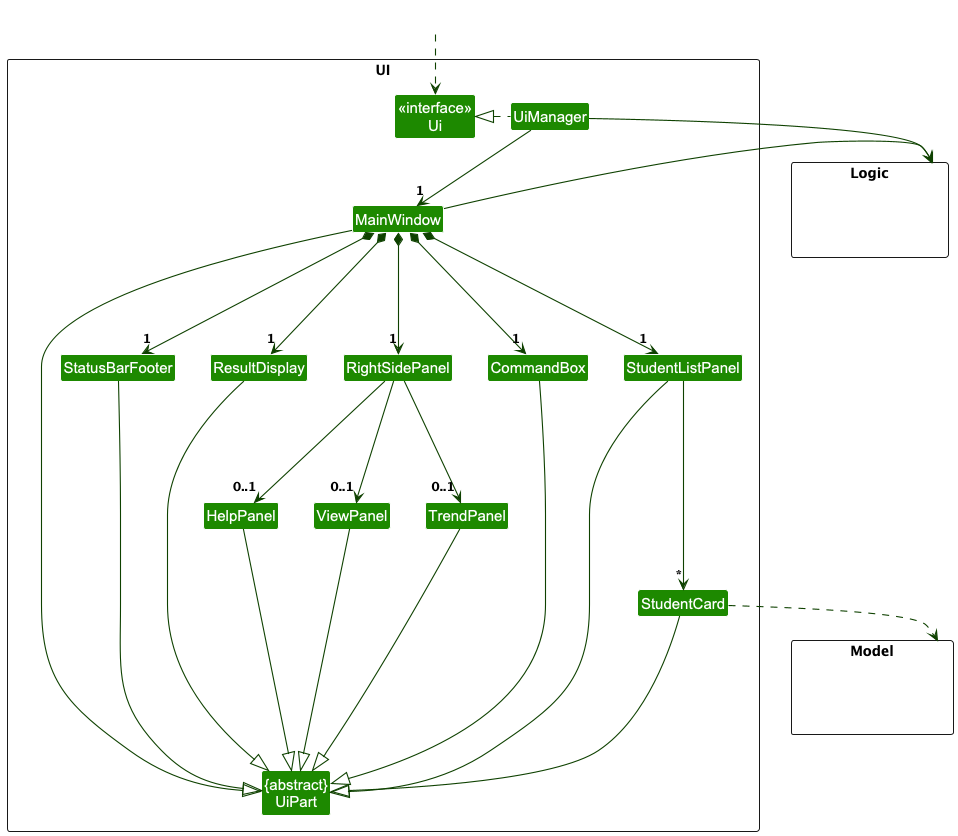 UI
«interface»
Ui
UiManager
Logic
1
MainWindow
1
1
1
1
1
StatusBarFooter
ResultDisplay
RightSidePanel
CommandBox
StudentListPanel
0..1
0..1
0..1
HelpPanel
ViewPanel
TrendPanel
*
StudentCard
Model
{abstract}
UiPart